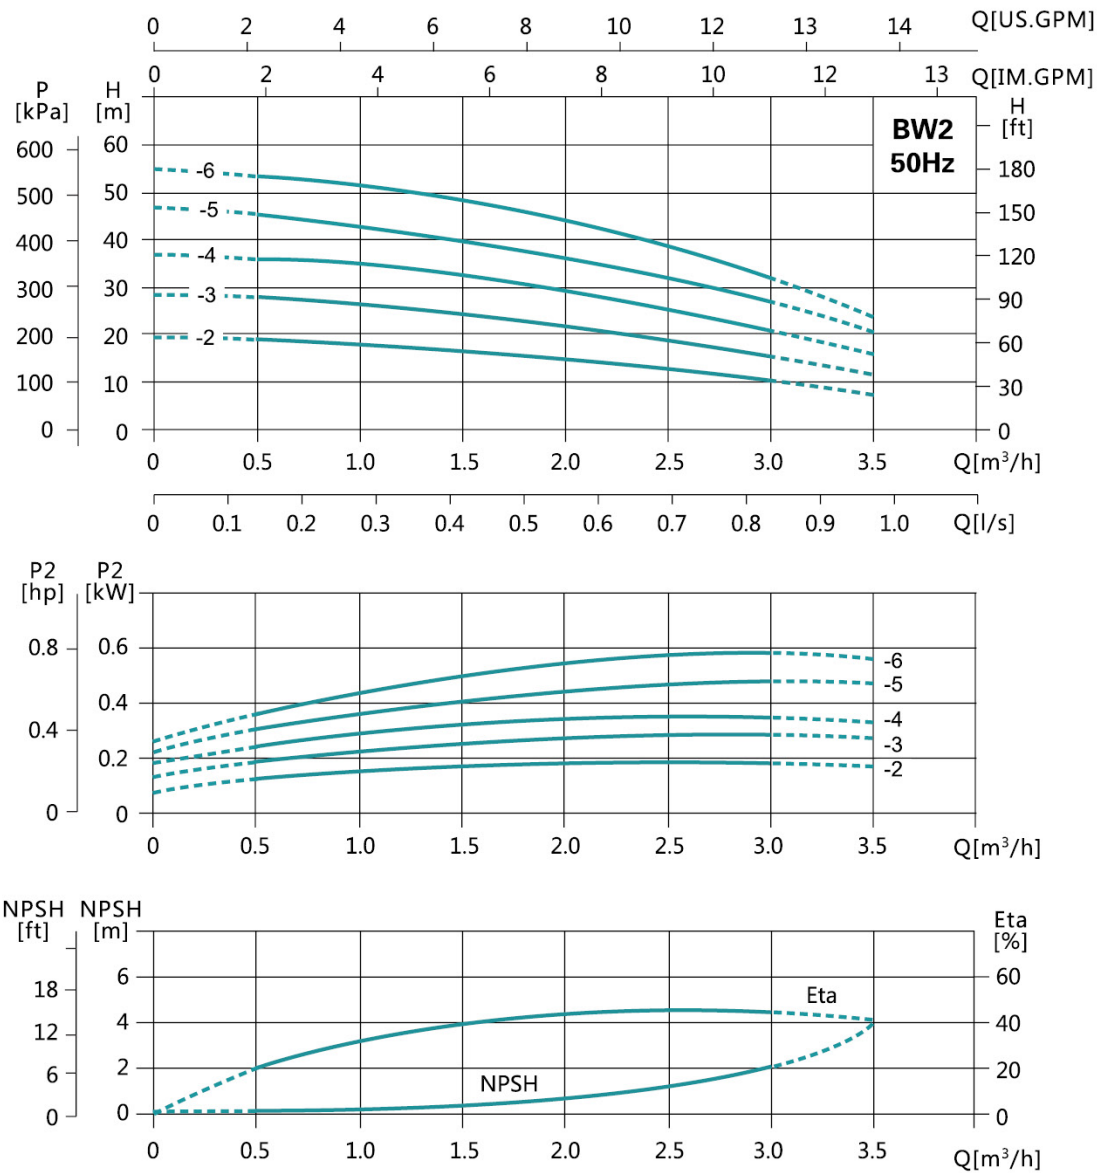 0 2 4 6 8 10 12 13 14 Q[US.GPM]
0 2 4 6 8 10 12 13 Q[IM.GPM]
P H H
[kPa] [m] [ft]
BW2
50Hz
600 60
-6 180
500 50
-5 150
400 40
-4 120
300 30
-3 90
200 20
-2 60
100 10 30
0 0 0
0 0.5 1.0 1.5 2.0 2.5 3.0 3.5 Q[m³/h]
0 0.1 0.2 0.3 0.4 0.5 0.6 0.7 0.8 0.9 1.0 Q[l/s]
P2 P2
[hp] [kW]
0.8 0.6
-6
-5
0.4 0.4
-4
-3
0.2
-2
0 0
0 0.5 1.0 1.5 2.0 2.5 3.0 3.5 Q[m³/h]
NPSH NPSH Eta
[ft] [m] [%]
6 60
18
Eta
12 4 40
6 2 20
NPSH
0 0 0
0 0.5 1.0 1.5 2.0 2.5 3.0 3.5 Q[m³/h]